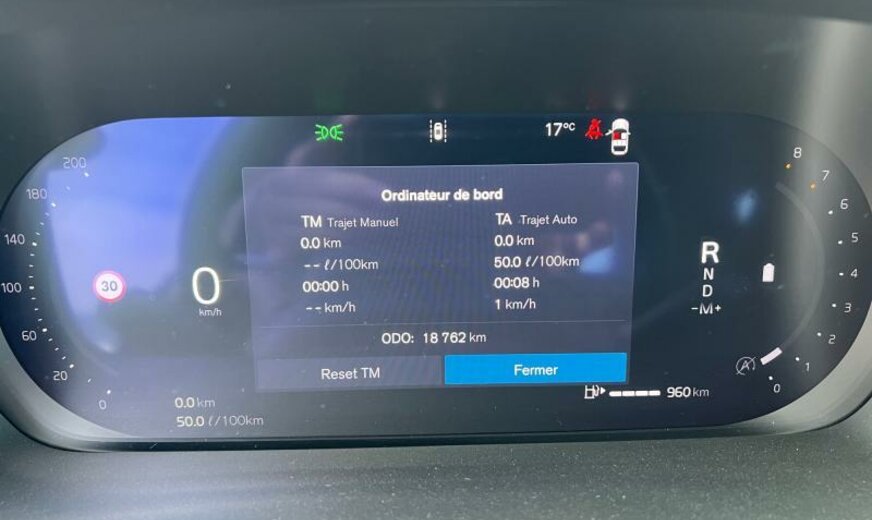 17°C
Ordinateur de bord
TM Trajet Manuel
0.0 km
-- ℓ/100km
00:00 h
-- km/h
TA Trajet Auto
0.0 km
50.0 ℓ/100km
00:08 h
1 km/h
ODO: 18 762 km
Reset TM
Fermer
200
180
140
100
60
20
0
30
0
km/h
0.0 km
50.0 ℓ/100km
R
N
D
-M+
8
7
6
5
4
3
2
1
0
A
960 km